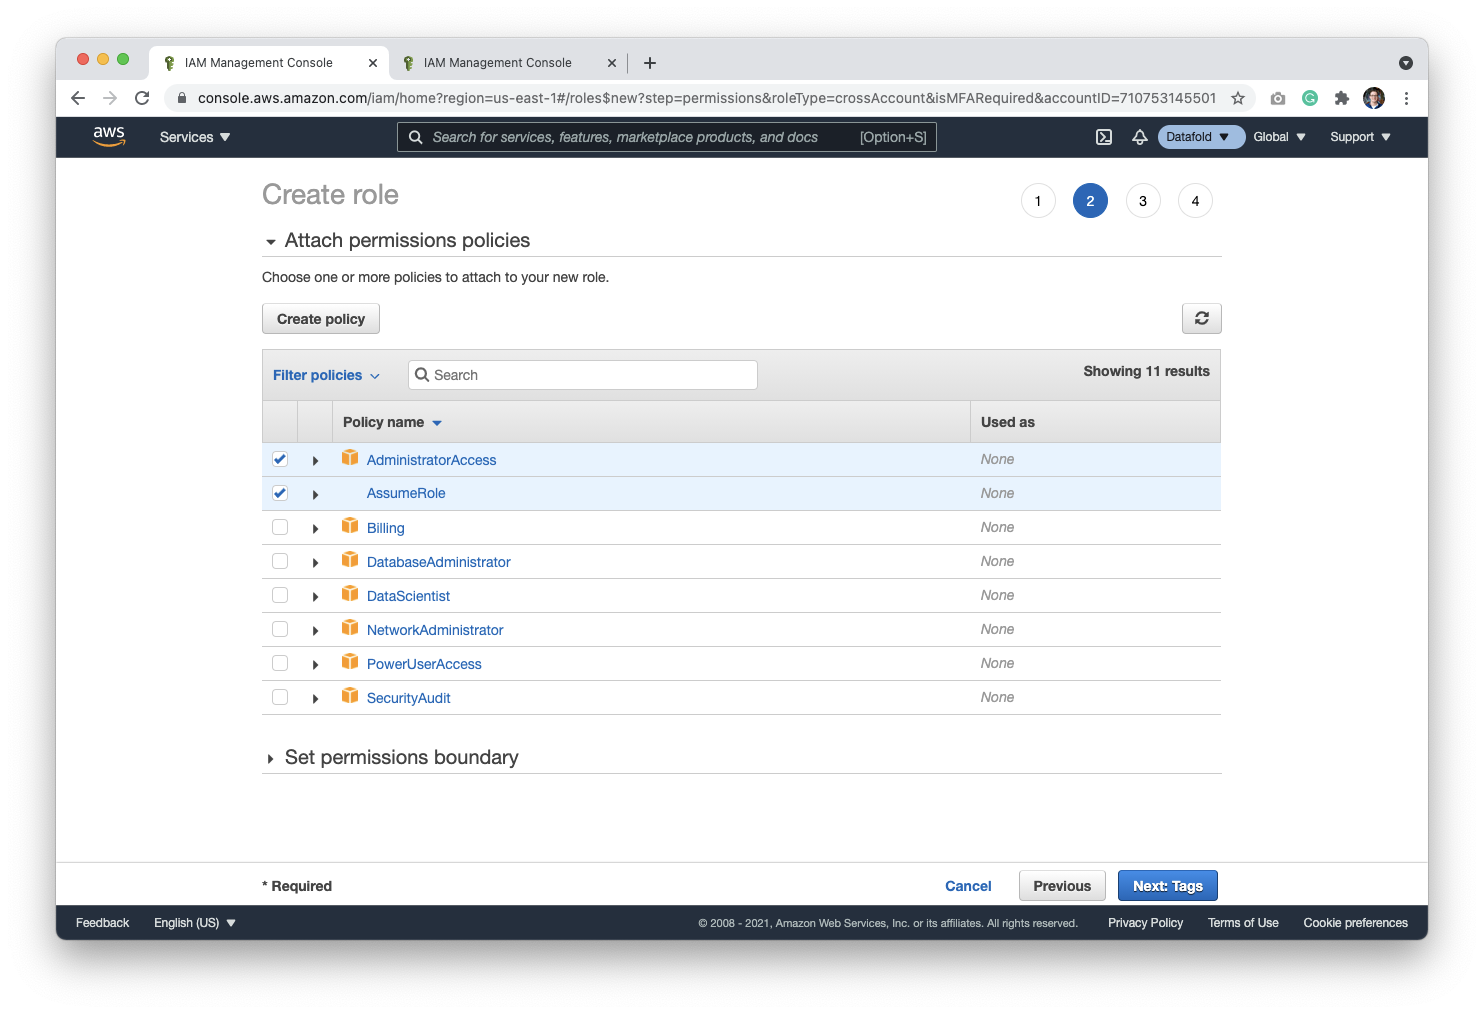 IAM Management Console
IAM Management Console
console.aws.amazon.com/iam/home?region=us-east-1#/roles$new?step=permissions&roleType=crossAccount&isMFARequired&accountID=710753145501
aws Services Search for services, features, marketplace products, and docs [Option+S] Datafold Global Support
Create role
1 2 3 4
Attach permissions policies
Choose one or more policies to attach to your new role.
Create policy
Filter policies Search Showing 11 results
Policy name Used as
AdministratorAccess None
AssumeRole None
Billing None
DatabaseAdministrator None
DataScientist None
NetworkAdministrator None
PowerUserAccess None
SecurityAudit None
Set permissions boundary
* Required Cancel Previous Next: Tags
Feedback English (US) © 2008 - 2021, Amazon Web Services, Inc. or its affiliates. All rights reserved. Privacy Policy Terms of Use Cookie preferences